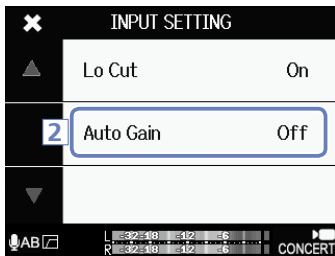 INPUT SETTING
Lo Cut On
2 Auto Gain Off
AB L -32 -18 -12 -6
R -32 -18 -12 -6 CONCERT